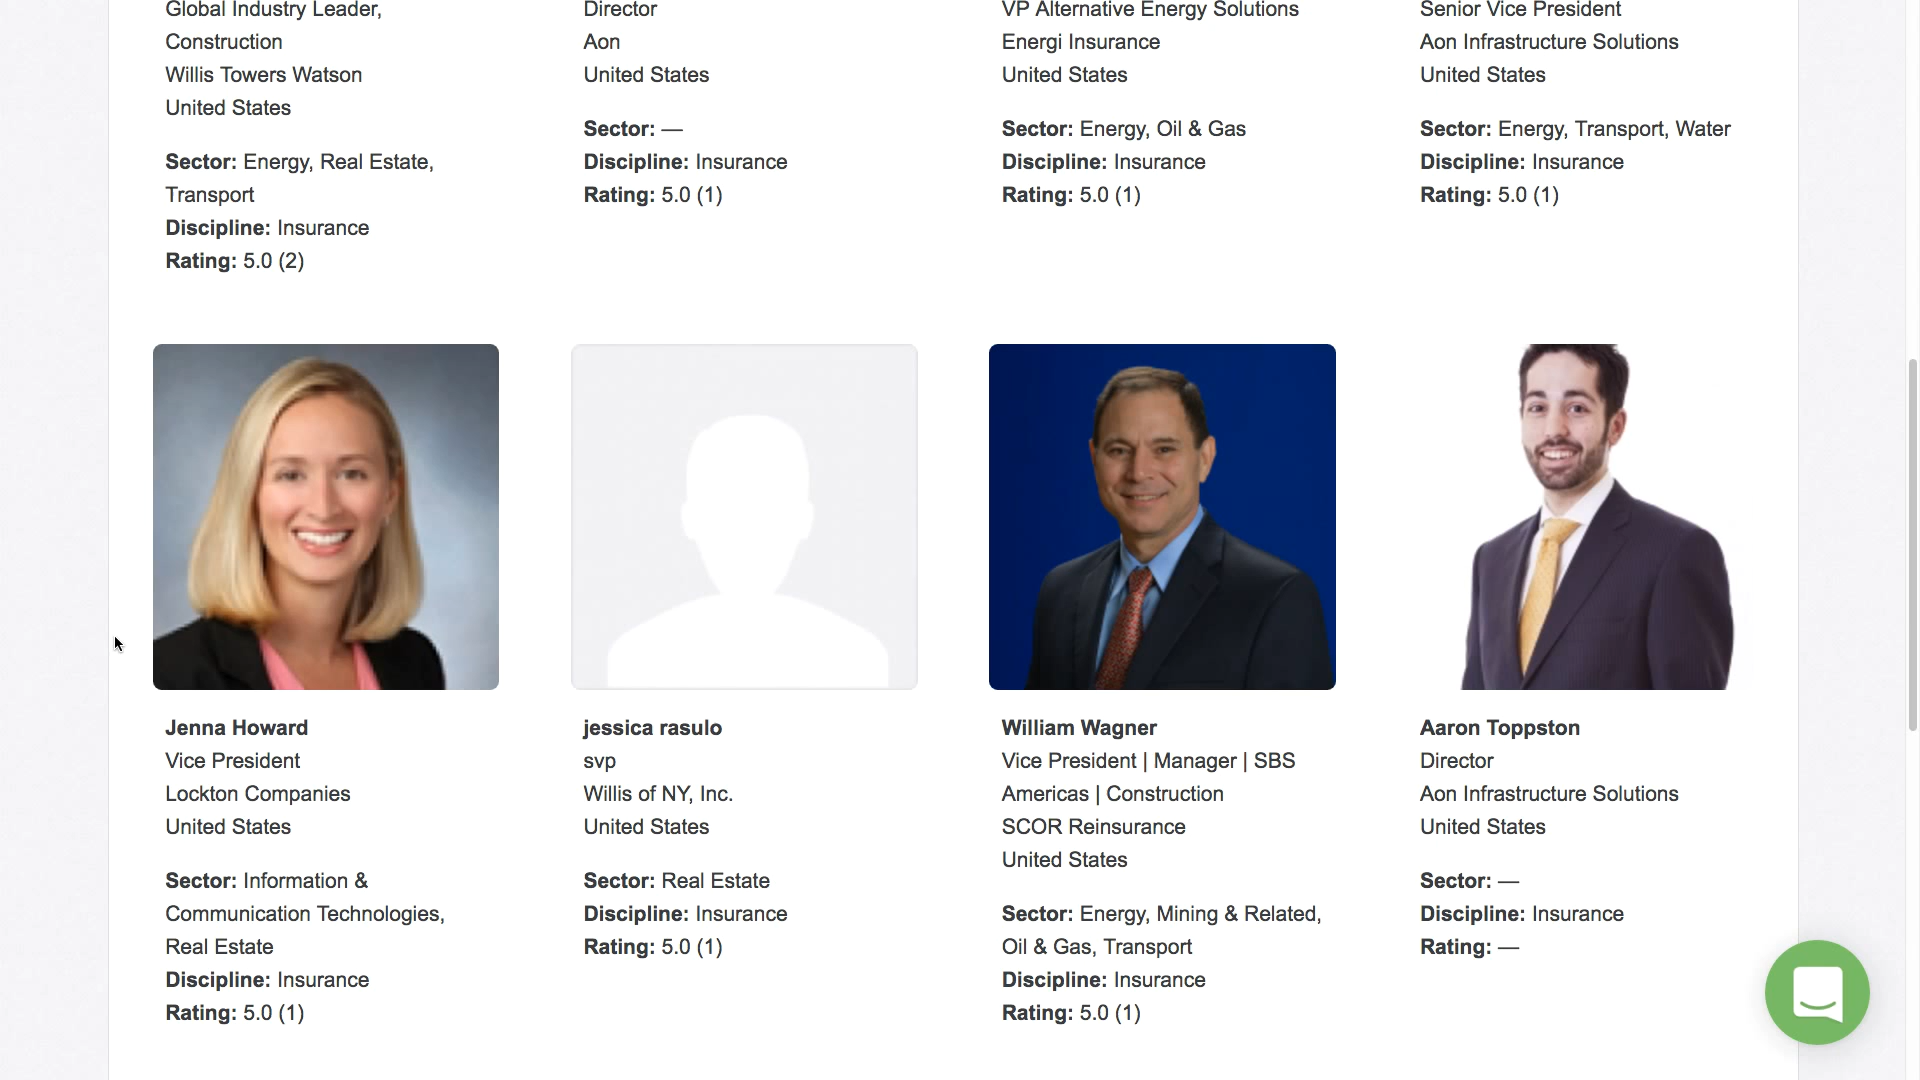 Global Industry Leader,
Construction
Willis Towers Watson
United States
Sector: Energy, Real Estate,
Transport
Discipline: Insurance
Rating: 5.0 (2)
Director
Aon
United States
Sector: —
Discipline: Insurance
Rating: 5.0 (1)
VP Alternative Energy Solutions
Energi Insurance
United States
Sector: Energy, Oil & Gas
Discipline: Insurance
Rating: 5.0 (1)
Senior Vice President
Aon Infrastructure Solutions
United States
Sector: Energy, Transport, Water
Discipline: Insurance
Rating: 5.0 (1)
Jenna Howard
Vice President
Lockton Companies
United States
Sector: Information &
Communication Technologies,
Real Estate
Discipline: Insurance
Rating: 5.0 (1)
jessica rasulo
svp
Willis of NY, Inc.
United States
Sector: Real Estate
Discipline: Insurance
Rating: 5.0 (1)
William Wagner
Vice President | Manager | SBS
Americas | Construction
SCOR Reinsurance
United States
Sector: Energy, Mining & Related,
Oil & Gas, Transport
Discipline: Insurance
Rating: 5.0 (1)
Aaron Toppston
Director
Aon Infrastructure Solutions
United States
Sector: —
Discipline: Insurance
Rating: —